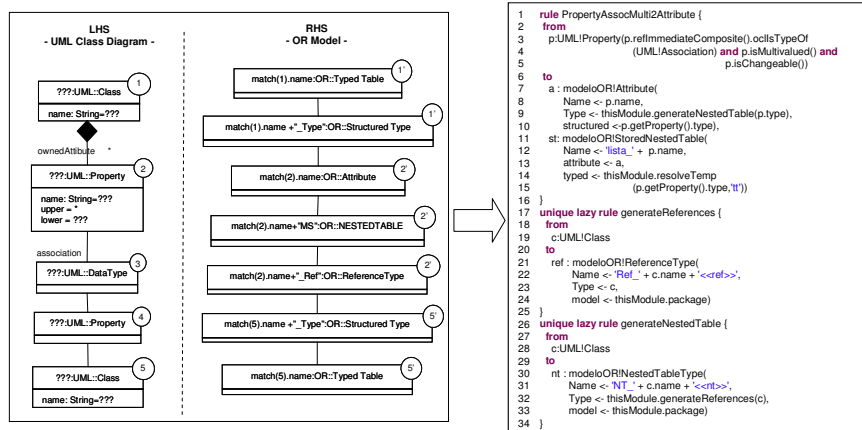 LHS
- UML Class Diagram -
1
???:UML::Class
name: String=???
ownedAttibute *
2
???:UML::Property
name: String=???
upper = *
lower = ???
association
3
???:UML::DataType
4
???:UML::Property
5
???:UML::Class
name: String=???
RHS
- OR Model -
1'
match(1).name:OR::Typed Table
1'
match(1).name +"_Type":OR::Structured Type
2'
match(2).name:OR::Attribute
2'
match(2).name+"MS":OR::NESTEDTABLE
2'
match(2).name+"_Ref":OR::ReferenceType
5'
match(5).name +"_Type":OR::Structured Type
5'
match(5).name:OR::Typed Table
1 rule PropertyAssocMulti2Attribute {
2 from
3 p:UML!Property(p.refImmediateComposite().oclIsTypeOf
4 (UML!Association) and p.isMultivalued() and
5 p.isChangeable())
6 to
7 a : modeloOR!Attribute(
8 Name <- p.name,
9 Type <- thisModule.generateNestedTable(p.type),
10 structured <-p.getProperty().type),
11 st: modeloOR!StoredNestedTable(
12 Name <- 'lista_' + p.name,
13 attribute <- a,
14 typed <- thisModule.resolveTemp
15 (p.getProperty().type,'tt'))
16 }
17 unique lazy rule generateReferences {
18 from
19 c:UML!Class
20 to
21 ref : modeloOR!ReferenceType(
22 Name <- 'Ref_' + c.name + '<<ref>>',
23 Type <- c,
24 model <- thisModule.package)
25 }
26 unique lazy rule generateNestedTable {
27 from
28 c:UML!Class
29 to
30 nt : modeloOR!NestedTableType(
31 Name <- 'NT_' + c.name + '<<nt>>',
32 Type <- thisModule.generateReferences(c),
33 model <- thisModule.package)
34 }